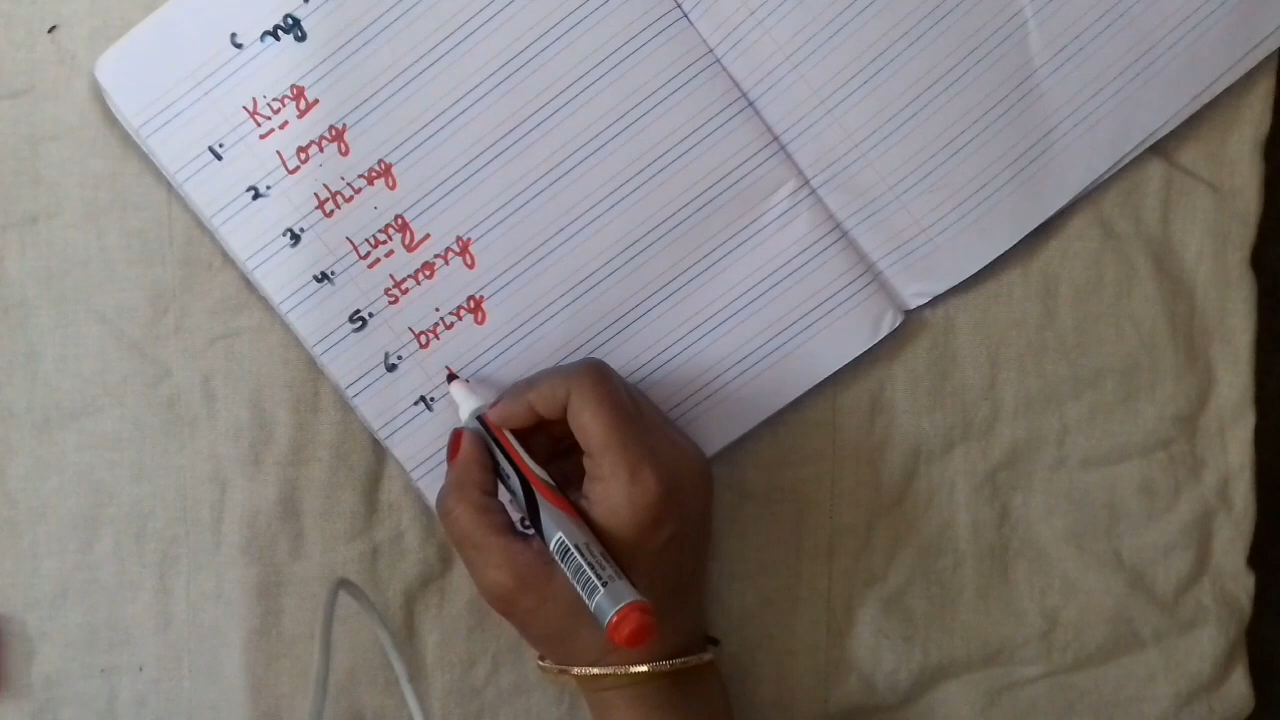 ‘ng’
1. King
2. Long
3. thing
4. Lung
5. strong
6. bring
7.